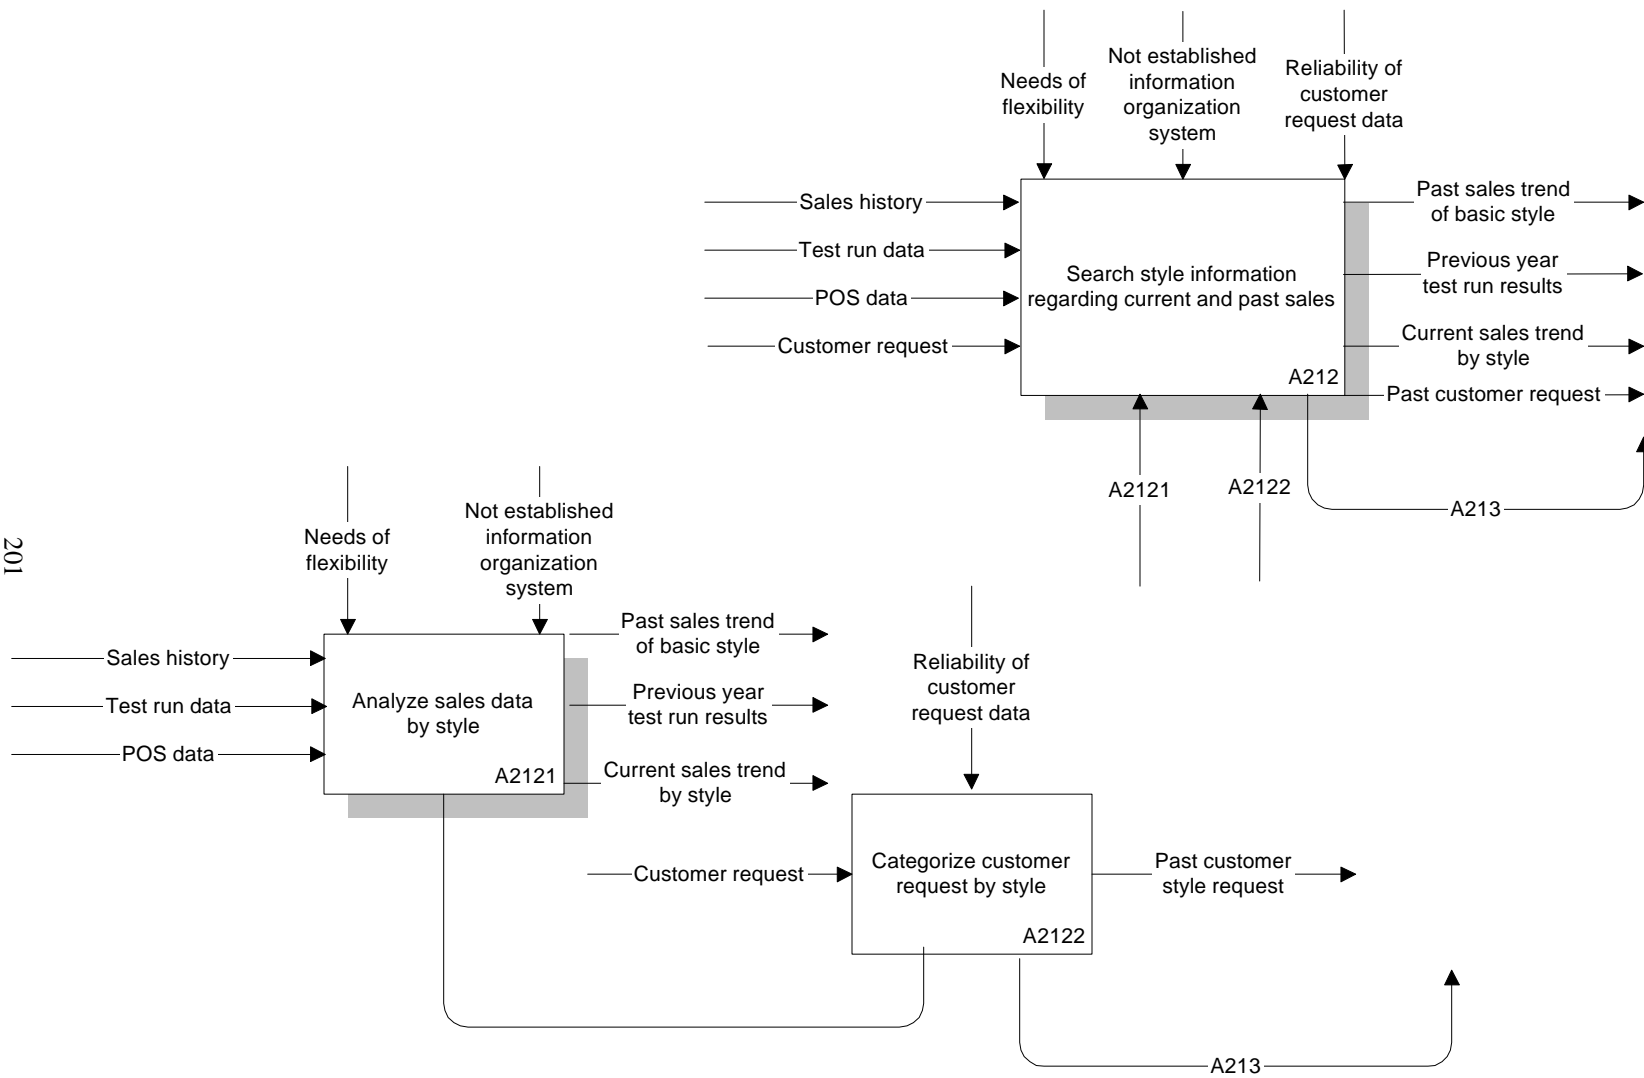 Needs of
flexibility
Not established
information
organization
system
Reliability of
customer
request data
Sales history
Test run data
POS data
Customer request
Search style information
regarding current and past sales
A212
Past sales trend
of basic style
Previous year
test run results
Current sales trend
by style
Past customer request
A2121
A2122
A213
201
Needs of
flexibility
Not established
information
organization
system
Sales history
Test run data
POS data
Analyze sales data
by style
A2121
Past sales trend
of basic style
Previous year
test run results
Current sales trend
by style
Reliability of
customer
request data
Customer request
Categorize customer
request by style
A2122
Past customer
style request
A213